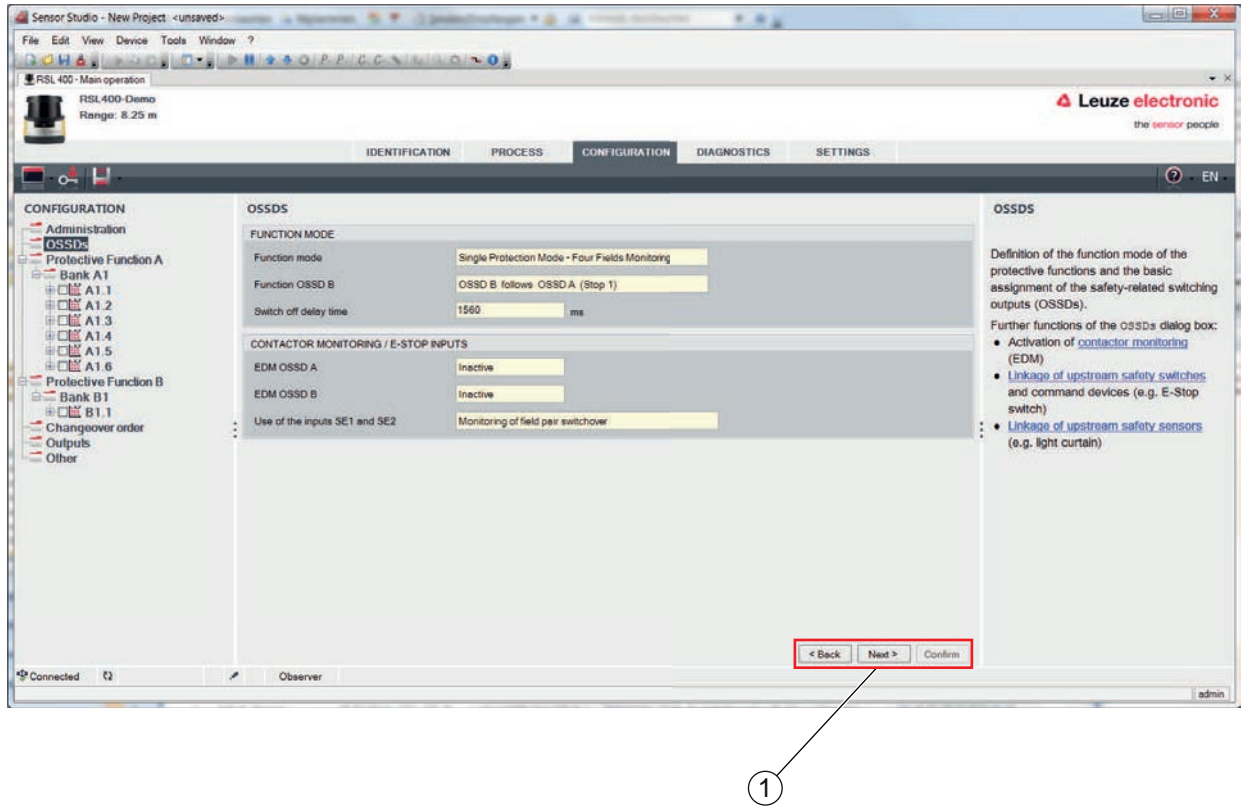 Sensor Studio - New Project <unsaved>
File Edit View Device Tools Window ?
RSL 400 - Main operation
RSL400-Demo
Range: 8.25 m
Leuze electronic
the sensor people
IDENTIFICATION PROCESS CONFIGURATION DIAGNOSTICS SETTINGS
EN
CONFIGURATION
Administration
OSSDs
Protective Function A
Bank A1
A1.1
A1.2
A1.3
A1.4
A1.5
A1.6
Protective Function B
Bank B1
B1.1
Changeover order
Outputs
Other
OSSDS
FUNCTION MODE
Function mode Single Protection Mode - Four Fields Monitoring
Function OSSD B OSSD B follows OSSD A (Stop 1)
Switch off delay time 1560 ms
CONTACTOR MONITORING / E-STOP INPUTS
EDM OSSD A Inactive
EDM OSSD B Inactive
Use of the inputs SE1 and SE2 Monitoring of field pair switchover
< Back Next > Confirm
OSSDS
Definition of the function mode of the
protective functions and the basic
assignment of the safety-related switching
outputs (OSSDs).
Further functions of the OSSDs dialog box:
• Activation of contactor monitoring
(EDM)
• Linkage of upstream safety switches
and command devices (e.g. E-Stop
switch)
• Linkage of upstream safety sensors
(e.g. light curtain)
Connected Observer
admin
1